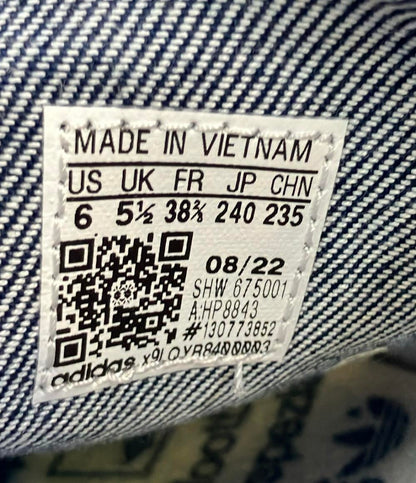 MADE IN VIETNAM
US UK FR JP CHN
6 5½ 38⅔ 240 235
08/22
SHW 675001
A:HP8843
#130773852
adidas x9LQXR8400003